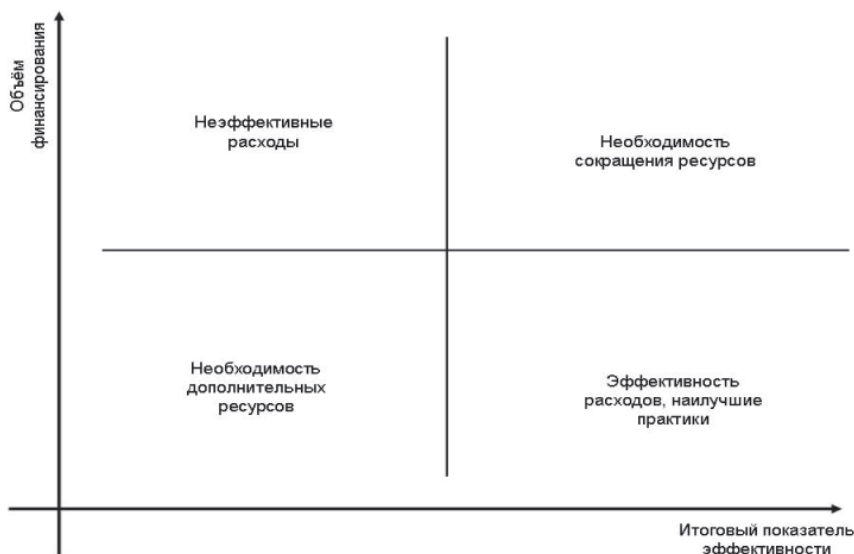 Объём
финансирования
Неэффективные
расходы
Необходимость
сокращения ресурсов
Необходимость
дополнительных
ресурсов
Эффективность
расходов, наилучшие
практики
Итоговый показатель
эффективности